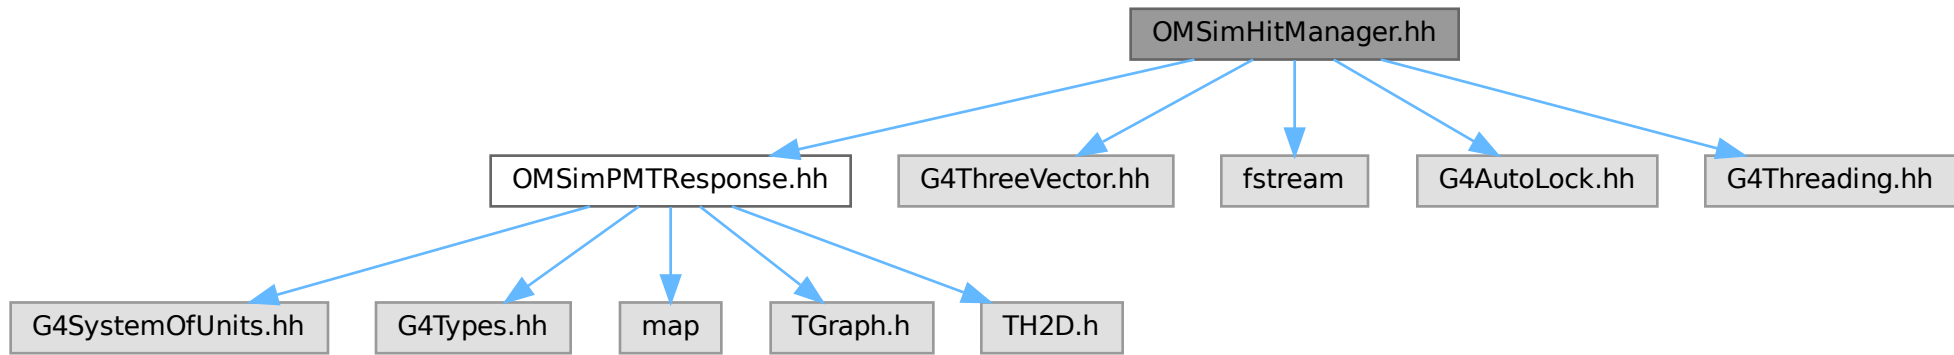 OMSimHitManager.hh
OMSimPMTResponse.hh
G4ThreeVector.hh
fstream
G4AutoLock.hh
G4Threading.hh
G4SystemOfUnits.hh
G4Types.hh
map
TGraph.h
TH2D.h